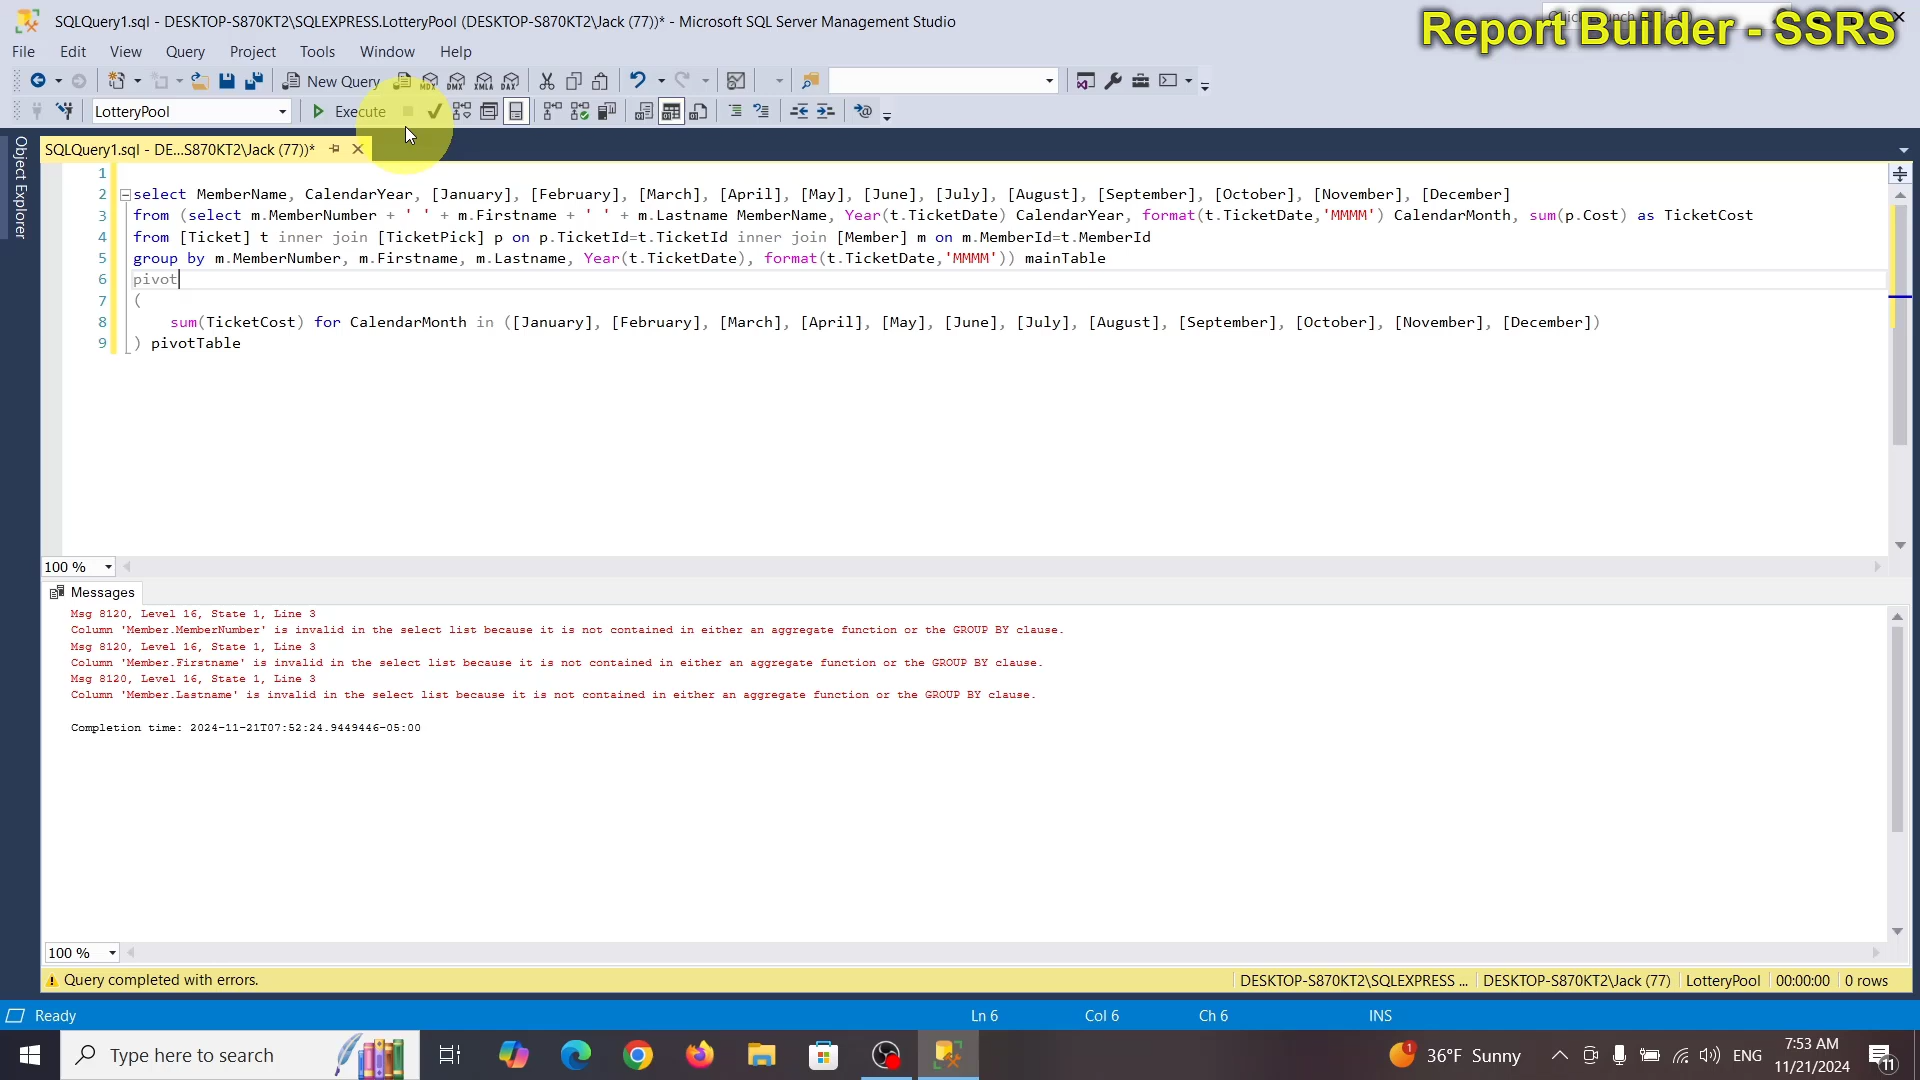 SQLQuery1.sql - DESKTOP-S870KT2\SQLEXPRESS.LotteryPool (DESKTOP-S870KT2\Jack (77))* - Microsoft SQL Server Management Studio
Report Builder - SSRS
File Edit View Query Project Tools Window Help
New Query
MDX DMX XMLA DAX
LotteryPool
Execute
Object Explorer
SQLQuery1.sql - DE...S870KT2\Jack (77))*
1
2 select MemberName, CalendarYear, [January], [February], [March], [April], [May], [June], [July], [August], [September], [October], [November], [December]
3 from (select m.MemberNumber + ' ' + m.Firstname + ' ' + m.Lastname MemberName, Year(t.TicketDate) CalendarYear, format(t.TicketDate,'MMMM') CalendarMonth, sum(p.Cost) as TicketCost
4 from [Ticket] t inner join [TicketPick] p on p.TicketId=t.TicketId inner join [Member] m on m.MemberId=t.MemberId
5 group by m.MemberNumber, m.Firstname, m.Lastname, Year(t.TicketDate), format(t.TicketDate,'MMMM')) mainTable
6 pivot
7 (
8 sum(TicketCost) for CalendarMonth in ([January], [February], [March], [April], [May], [June], [July], [August], [September], [October], [November], [December])
9 ) pivotTable
100 %
Messages
Msg 8120, Level 16, State 1, Line 3
Column 'Member.MemberNumber' is invalid in the select list because it is not contained in either an aggregate function or the GROUP BY clause.
Msg 8120, Level 16, State 1, Line 3
Column 'Member.Firstname' is invalid in the select list because it is not contained in either an aggregate function or the GROUP BY clause.
Msg 8120, Level 16, State 1, Line 3
Column 'Member.Lastname' is invalid in the select list because it is not contained in either an aggregate function or the GROUP BY clause.
Completion time: 2024-11-21T07:52:24.9449446-05:00
100 %
Query completed with errors.
DESKTOP-S870KT2\SQLEXPRESS ... DESKTOP-S870KT2\Jack (77) LotteryPool 00:00:00 0 rows
Ready
Ln 6 Col 6 Ch 6 INS
Type here to search
1
36°F Sunny
ENG
7:53 AM
11/21/2024
11